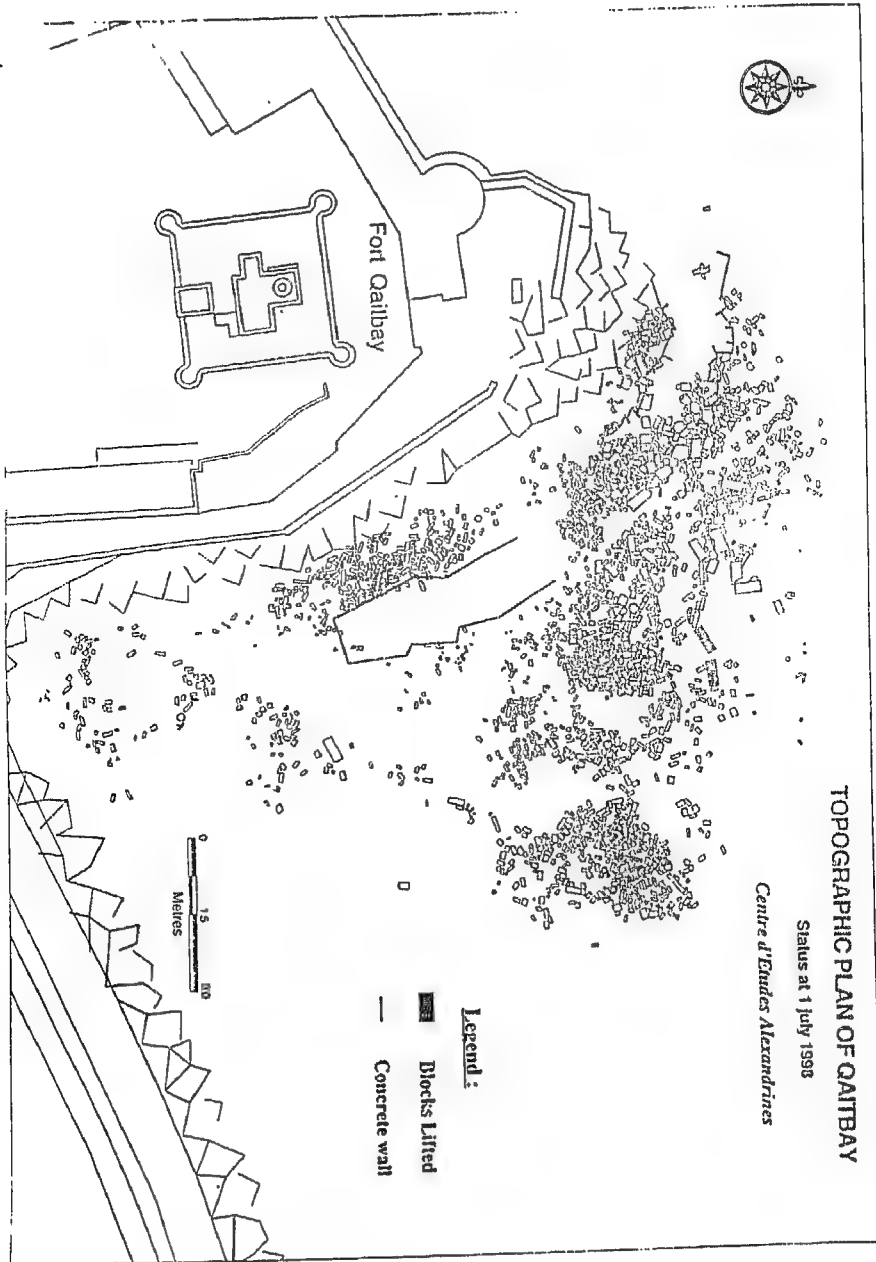 TOPOGRAPHIC PLAN OF QAITBAY
Status at 1 july 1998
Centre d'Etudes Alexandrines
Fort Qaitbay
Legend :
Blocks Lifted
Concrete wall
0 15
Metres